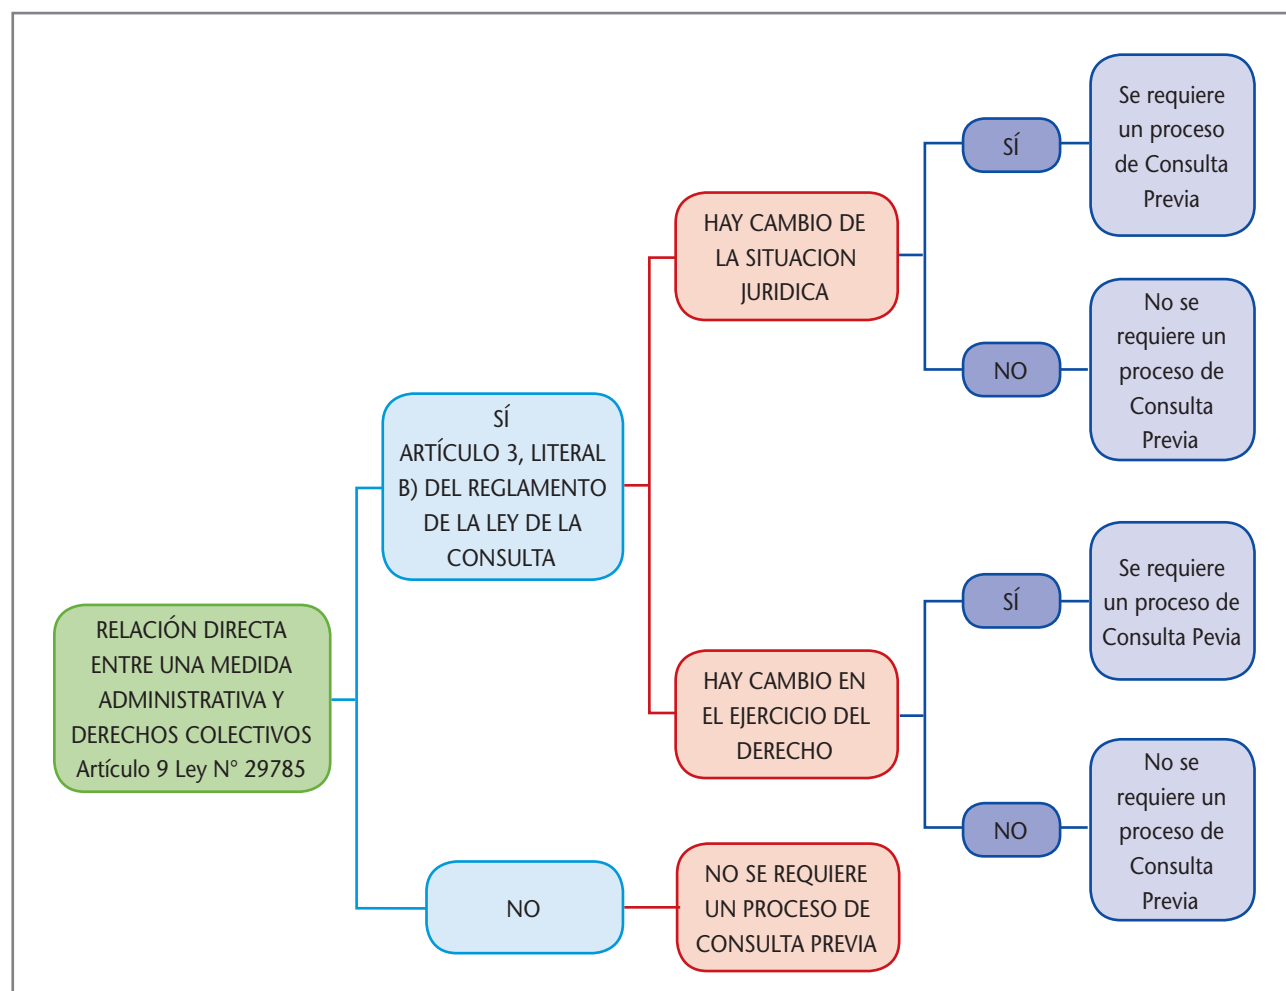 RELACIÓN DIRECTA
ENTRE UNA MEDIDA
ADMINISTRATIVA Y
DERECHOS COLECTIVOS
Artículo 9 Ley N° 29785
SÍ
ARTÍCULO 3, LITERAL
B) DEL REGLAMENTO
DE LA LEY DE LA
CONSULTA
HAY CAMBIO DE
LA SITUACION
JURIDICA
SÍ
Se requiere
un proceso
de Consulta
Previa
NO
No se
requiere un
proceso de
Consulta
Previa
HAY CAMBIO EN
EL EJERCICIO DEL
DERECHO
SÍ
Se requiere
un proceso de
Consulta Pevia
NO
No se
requiere un
proceso de
Consulta
Previa
NO
NO SE REQUIERE
UN PROCESO DE
CONSULTA PREVIA